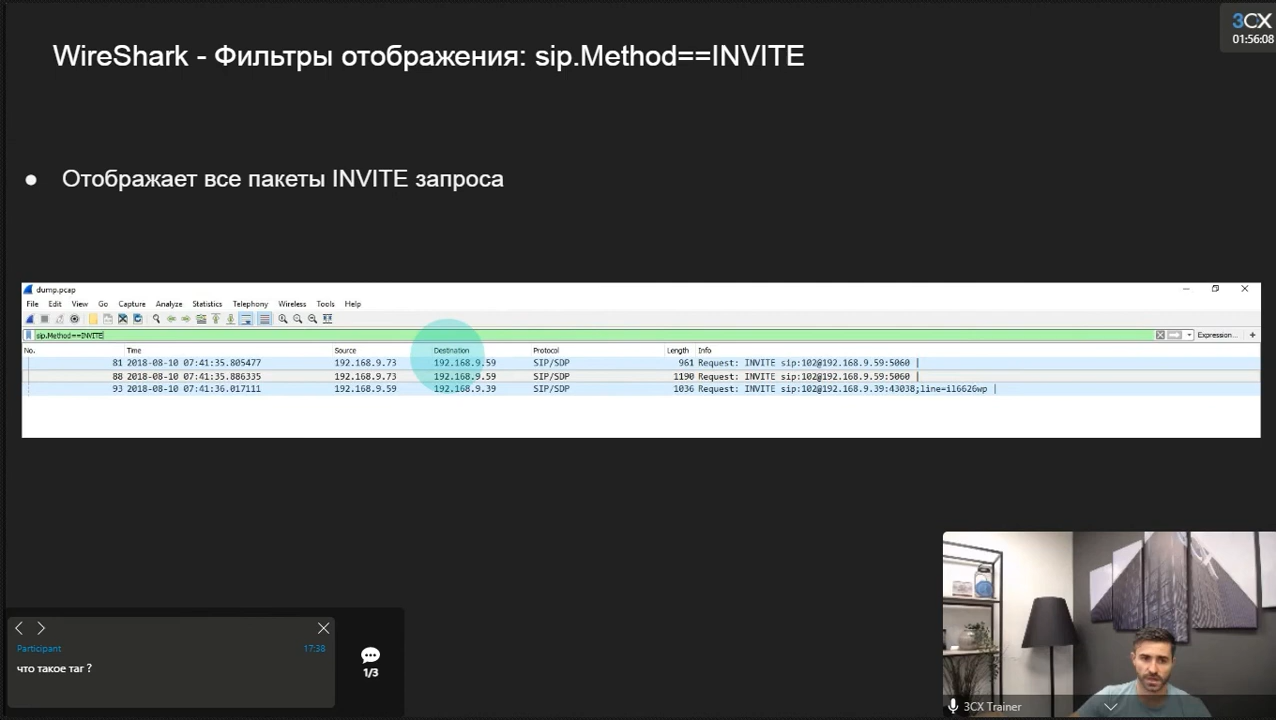 3CX
01:56:08
WireShark - Фильтры отображения: sip.Method==INVITE
● Отображает все пакеты INVITE запроса
dump.pcap
File Edit View Go Capture Analyze Statistics Telephony Wireless Tools Help
sip.Method==INVITE Expression... +
No. Time Source Destination Protocol Length Info
81 2018-08-10 07:41:35.805477 192.168.9.73 192.168.9.59 SIP/SDP 961 Request: INVITE sip:102@192.168.9.59:5060 |
88 2018-08-10 07:41:35.886335 192.168.9.73 192.168.9.59 SIP/SDP 1190 Request: INVITE sip:102@192.168.9.59:5060 |
93 2018-08-10 07:41:36.017111 192.168.9.59 192.168.9.39 SIP/SDP 1036 Request: INVITE sip:102@192.168.9.39:43038;line=il6626wp |
Participant 17:38
что такое таг ?
1/3
3CX Trainer